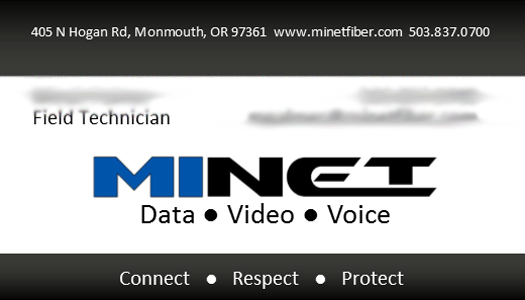 405 N Hogan Rd, Monmouth, OR 97361 www.minetfiber.com 503.837.0700
Field Technician
MINET
Data ● Video ● Voice
Connect ● Respect ● Protect